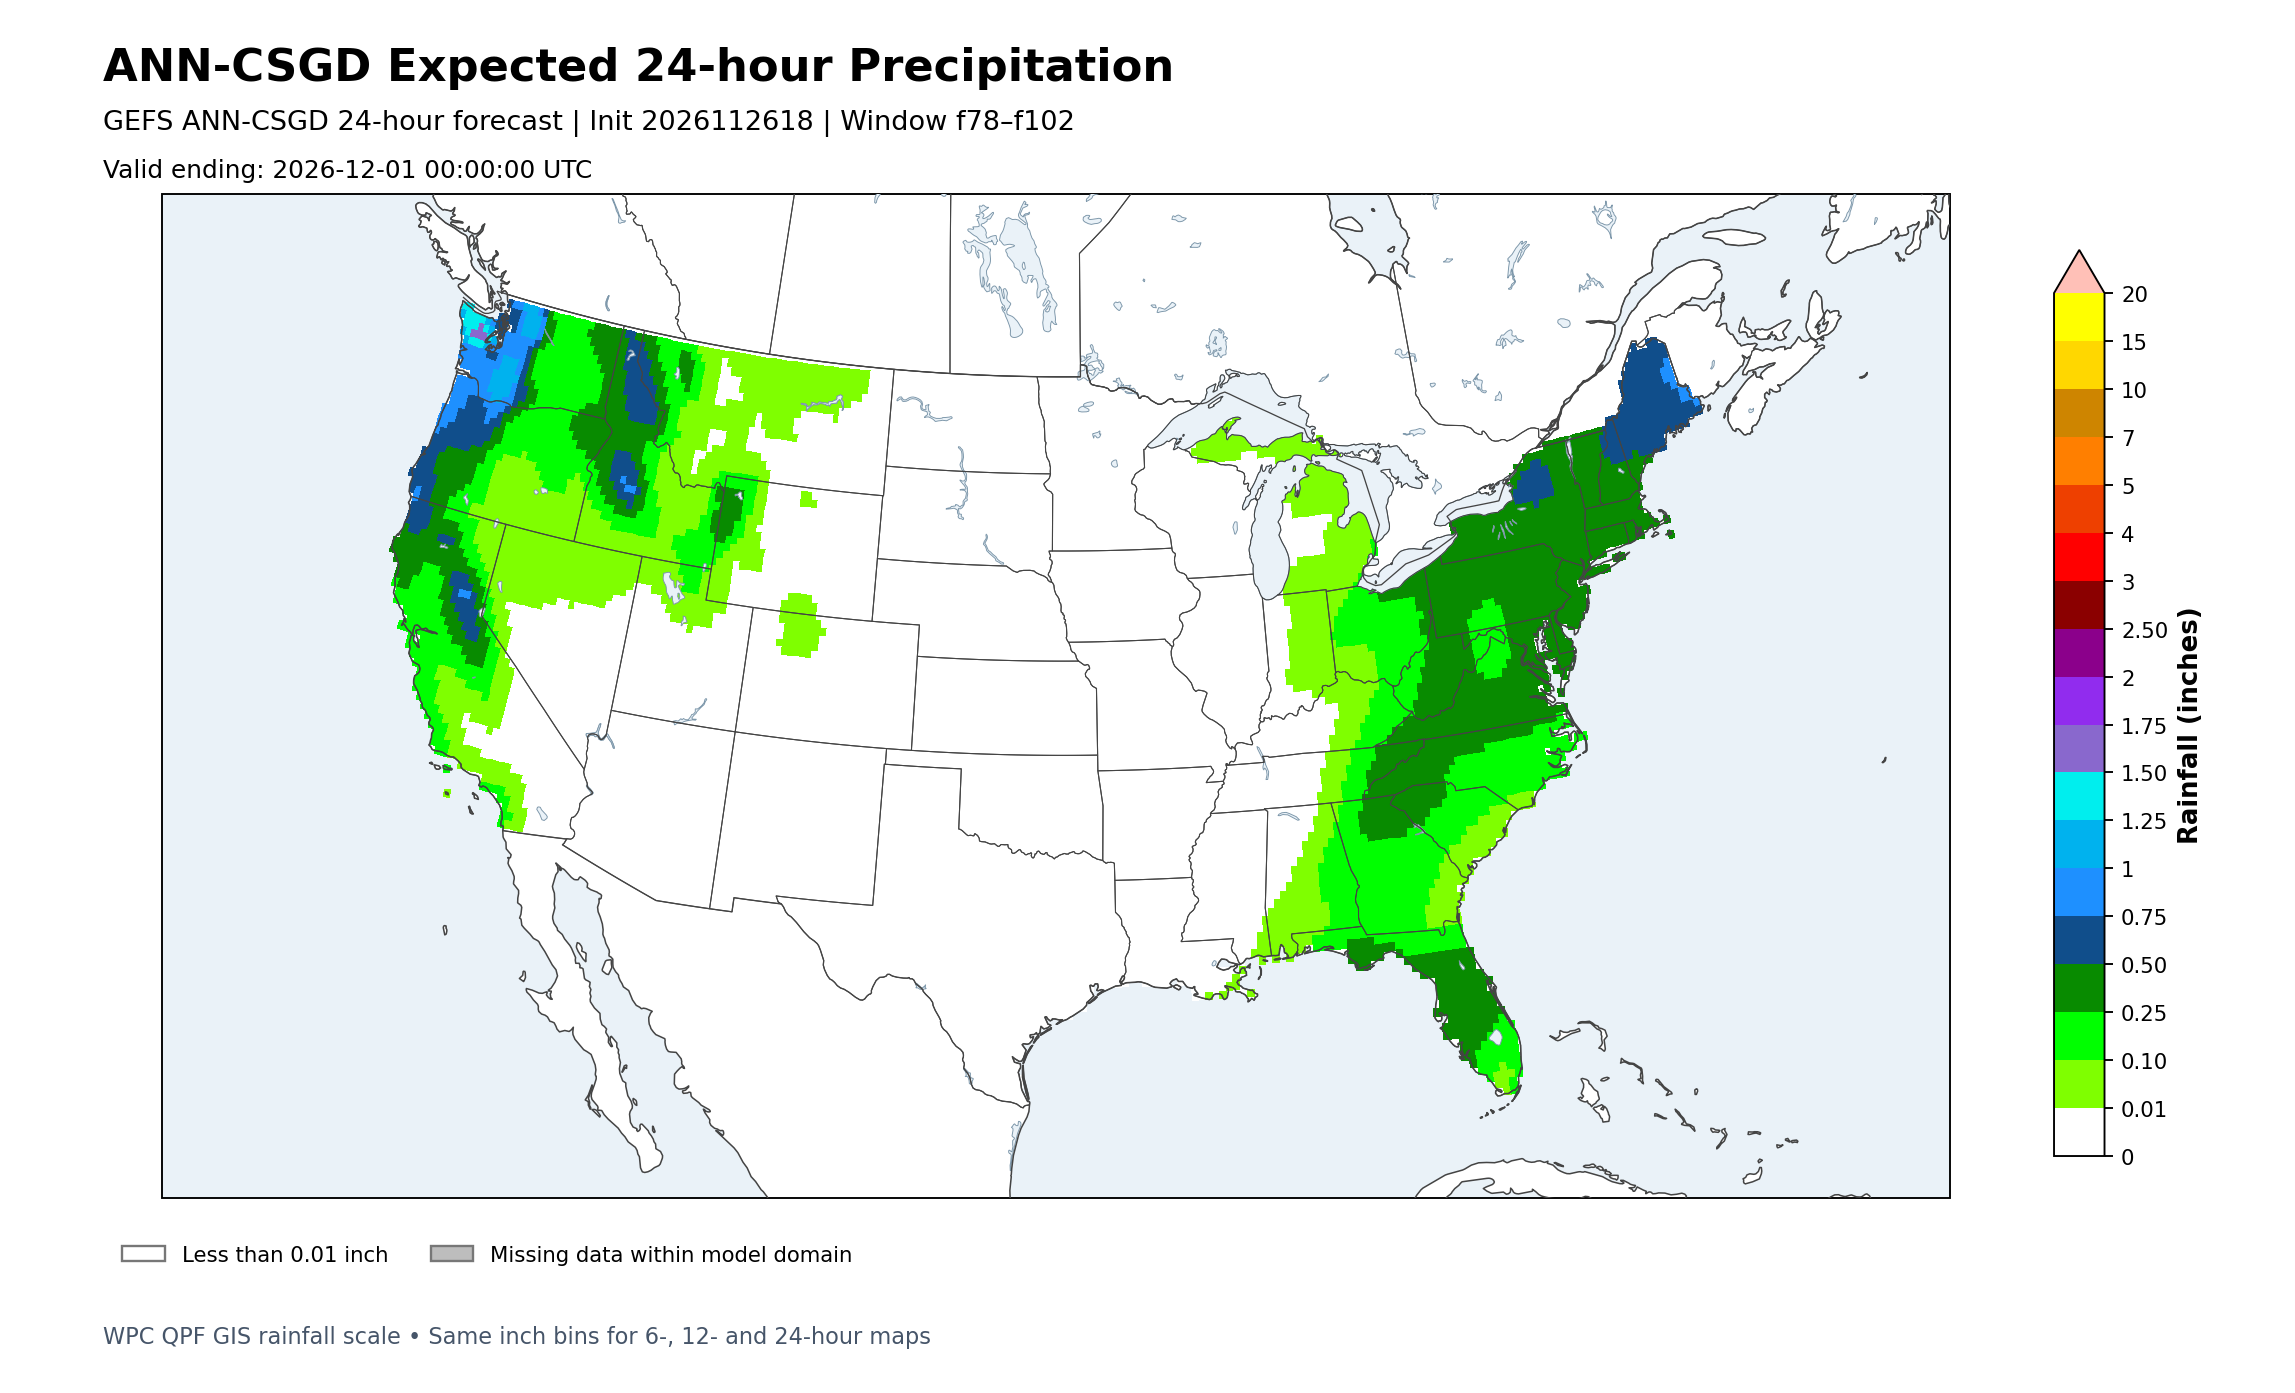 ANN-CSGD Expected 24-hour Precipitation
GEFS ANN-CSGD 24-hour forecast | Init 2026112618 | Window f78–f102
Valid ending: 2026-12-01 00:00:00 UTC
20
15
10
7
5
4
3
2.50
2
1.75
1.50
1.25
1
0.75
0.50
0.25
0.10
0.01
0
Rainfall (inches)
Less than 0.01 inch
Missing data within model domain
WPC QPF GIS rainfall scale • Same inch bins for 6-, 12- and 24-hour maps